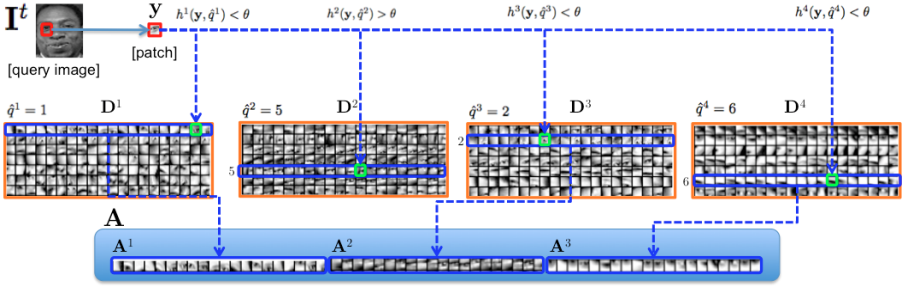 I^t
[query image]
y
[patch]
h^1(y, q̂^1) < θ
h^2(y, q̂^2) > θ
h^3(y, q̂^3) < θ
h^4(y, q̂^4) < θ
q̂^1 = 1
D^1
q̂^2 = 5
D^2
5
q̂^3 = 2
D^3
2
q̂^4 = 6
D^4
6
A
A^1
A^2
A^3